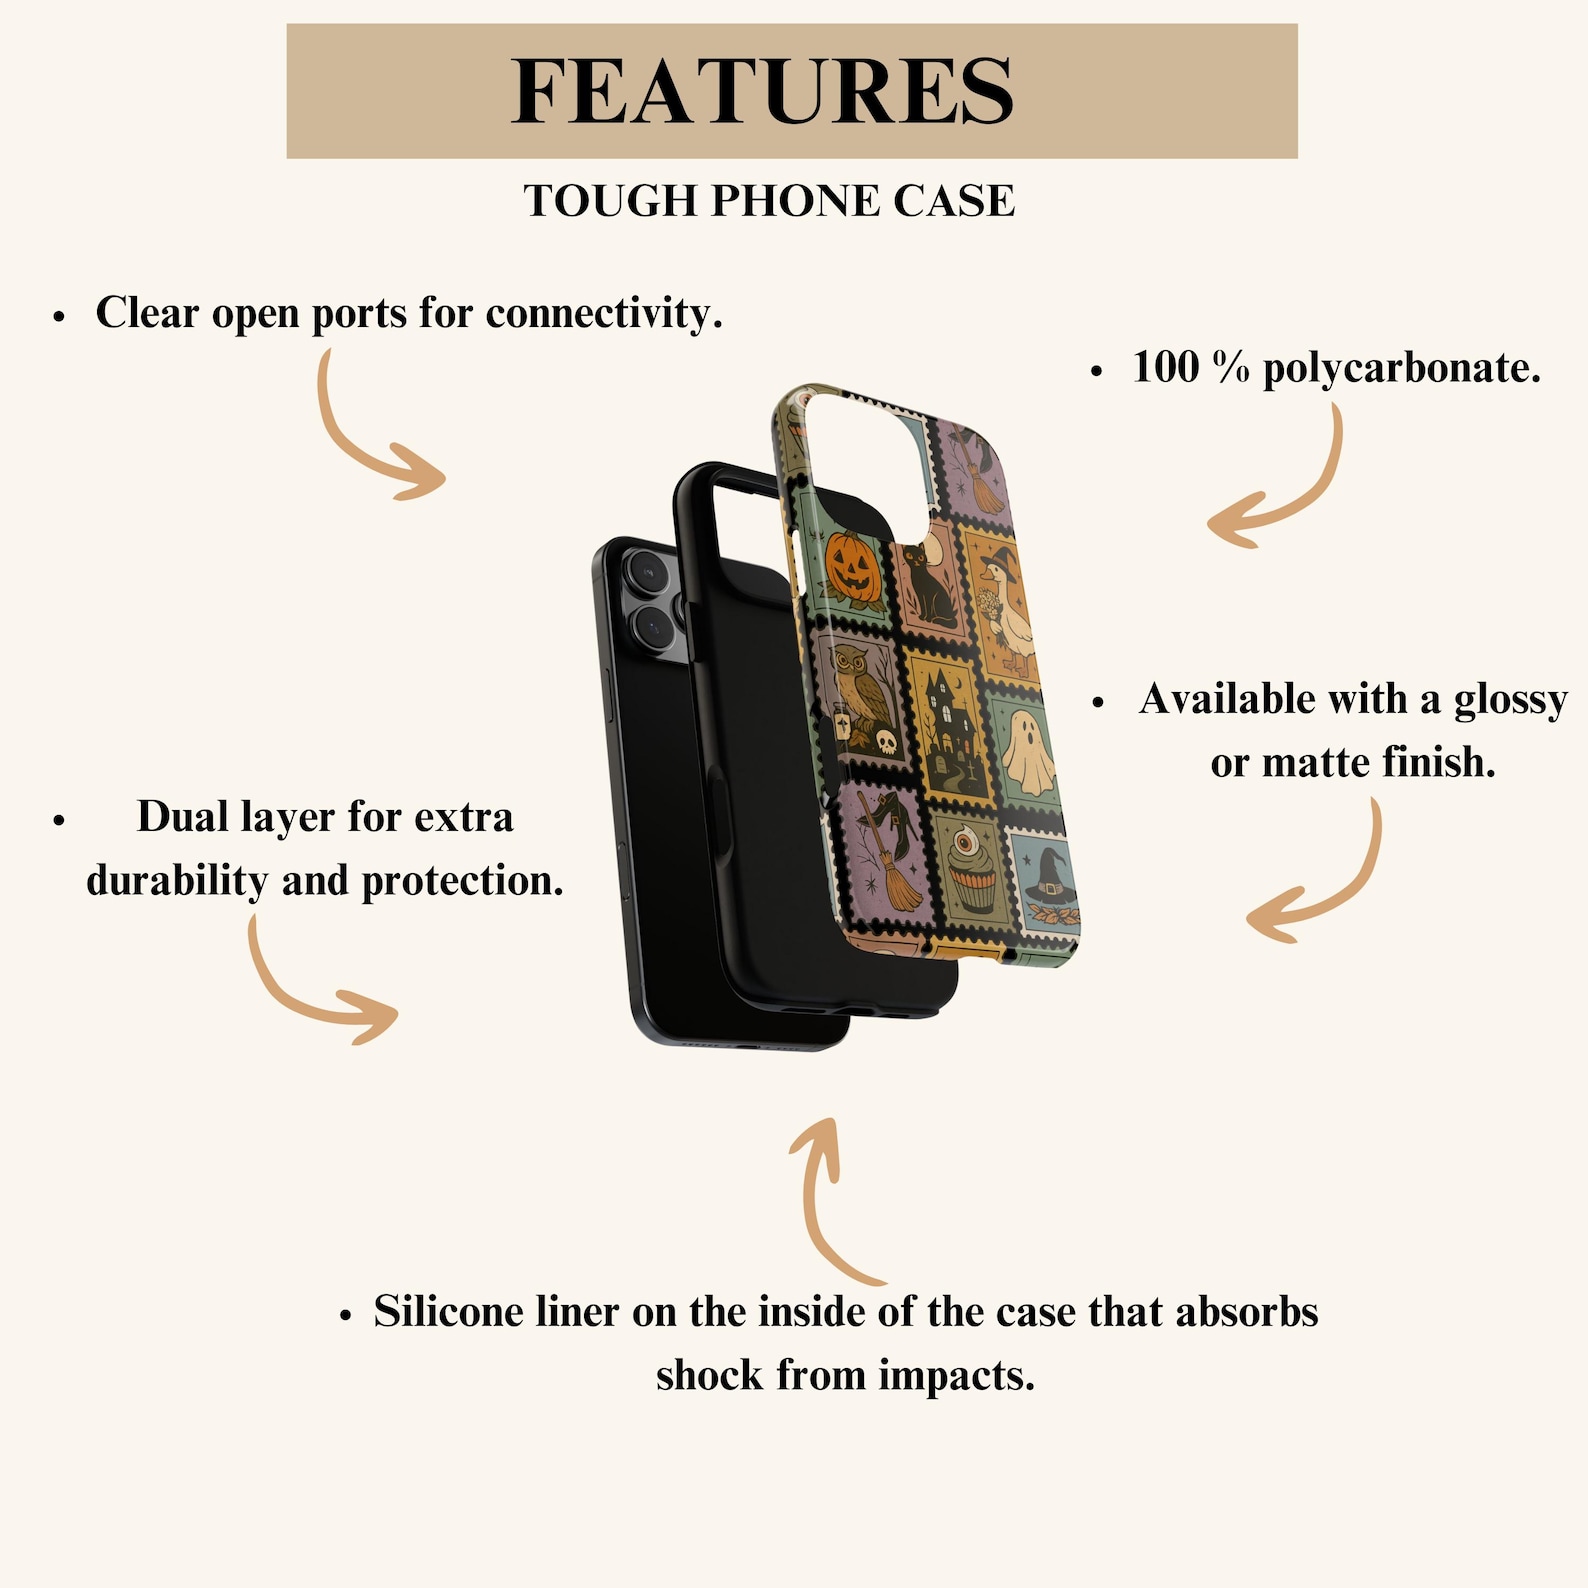 FEATURES
TOUGH PHONE CASE
• Clear open ports for connectivity.
• 100 % polycarbonate.
• Available with a glossy
or matte finish.
• Dual layer for extra
durability and protection.
• Silicone liner on the inside of the case that absorbs
shock from impacts.